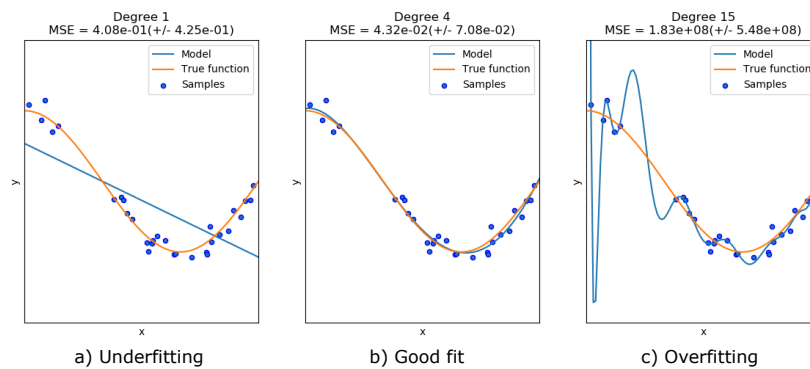 Degree 1
MSE = 4.08e-01(+/- 4.25e-01)
Model
True function
Samples
y
x
a) Underfitting
Degree 4
MSE = 4.32e-02(+/- 7.08e-02)
Model
True function
Samples
y
x
b) Good fit
Degree 15
MSE = 1.83e+08(+/- 5.48e+08)
Model
True function
Samples
y
x
c) Overfitting